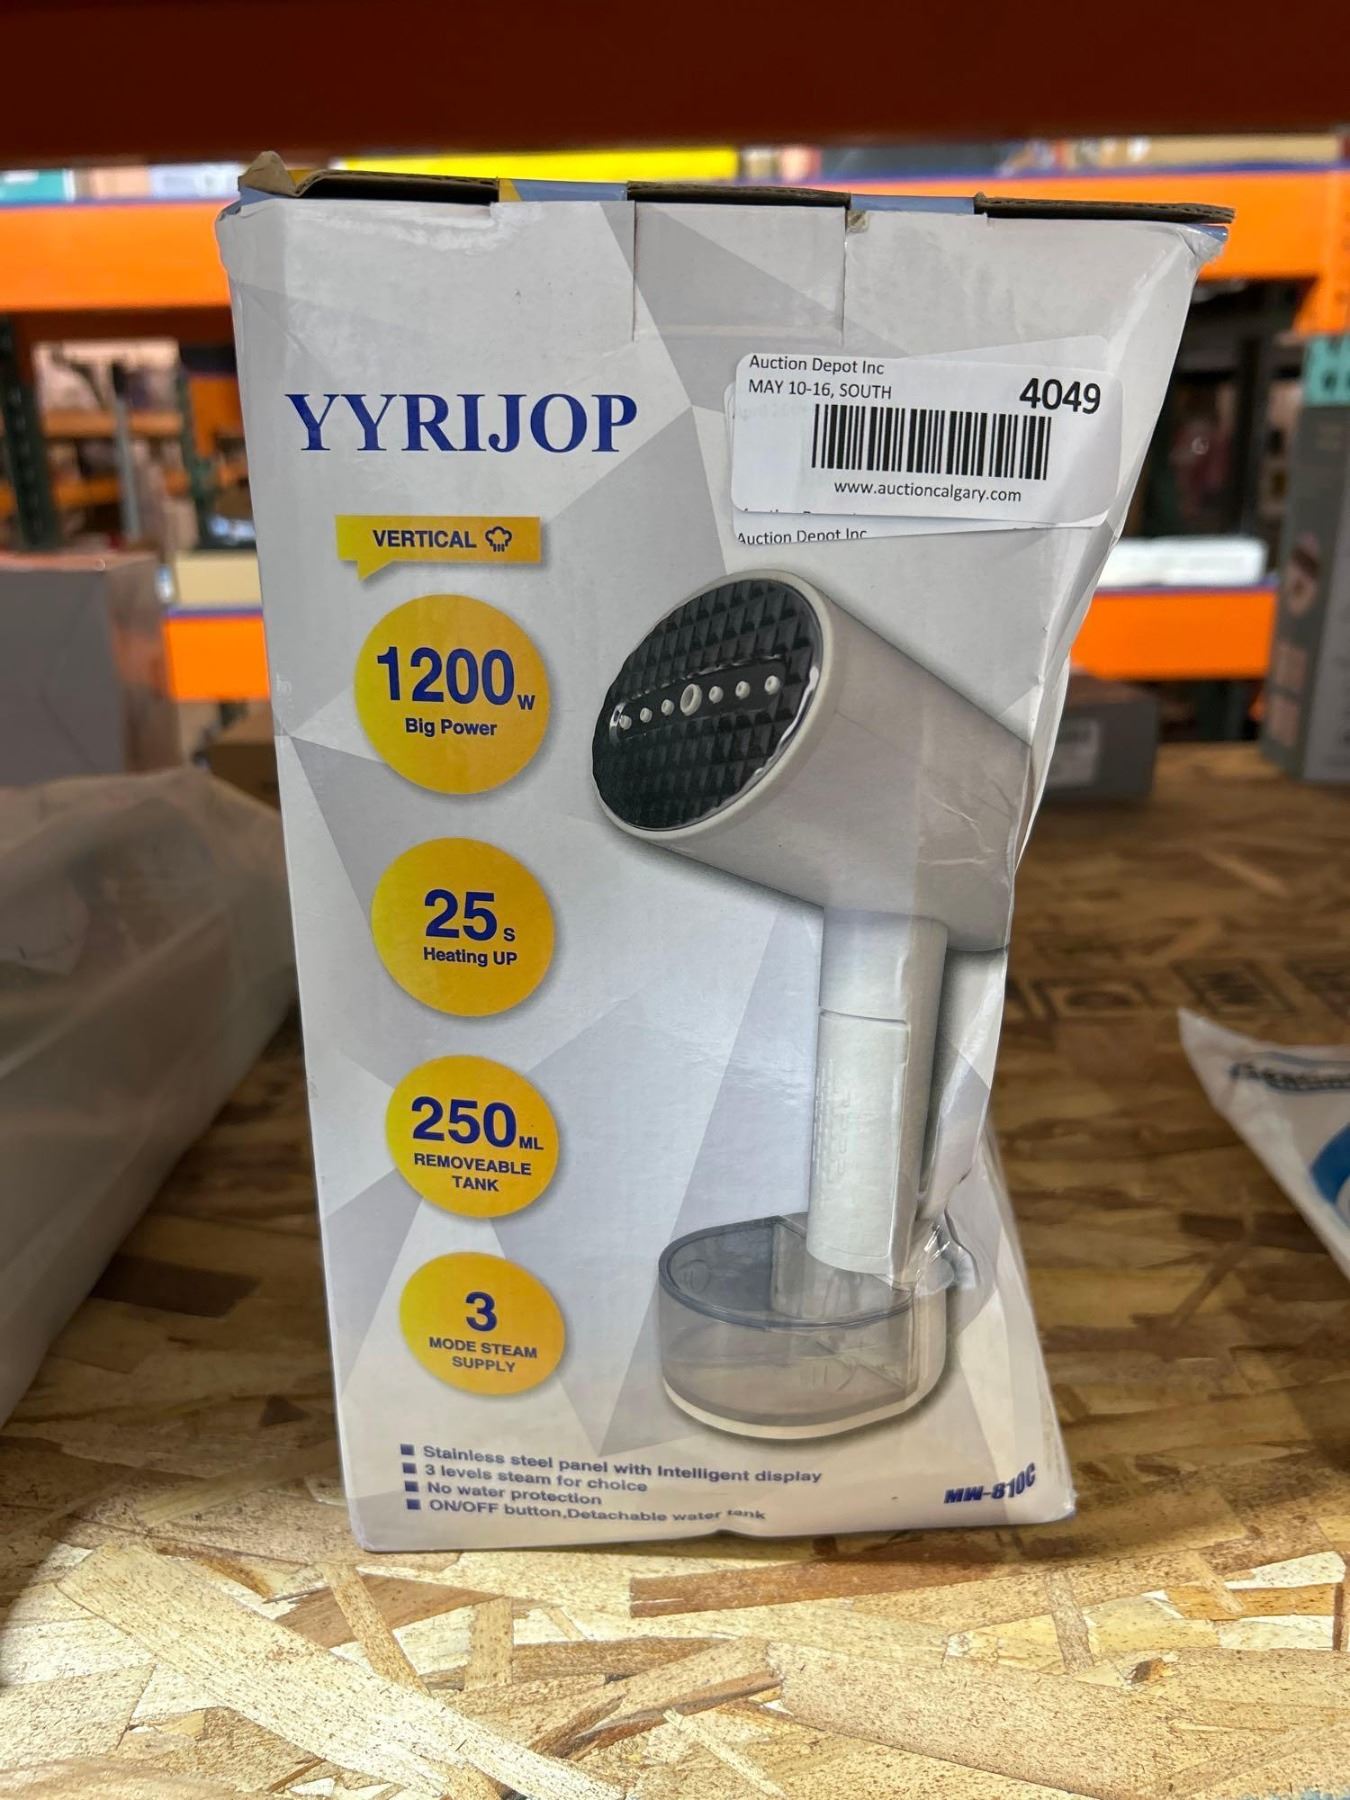 Auction Depot Inc
MAY 10-16, SOUTH
4049
www.auctioncalgary.com
Auction Depot Inc
YYRIJOP
VERTICAL
1200W
Big Power
25S
Heating UP
250ML
REMOVEABLE
TANK
3
MODE STEAM
SUPPLY
Stainless steel panel with Intelligent display
3 levels steam for choice
No water protection
ON/OFF button,Detachable water tank
MW-810C